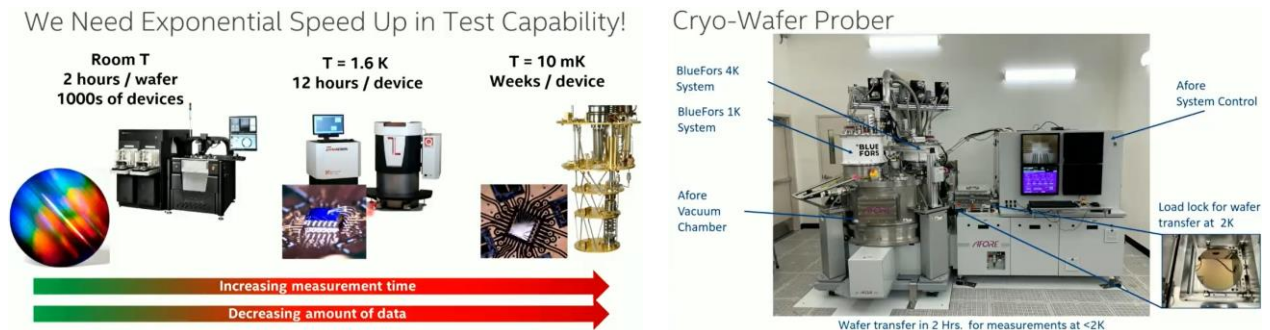 We Need Exponential Speed Up in Test Capability!
Room T
2 hours / wafer
1000s of devices
T = 1.6 K
12 hours / device
T = 10 mK
Weeks / device
Increasing measurement time
Decreasing amount of data
Cryo-Wafer Prober
BlueFors 4K
System
BlueFors 1K
System
Afore
Vacuum
Chamber
BLUE
FORS
AFORE
Afore
System Control
Load lock for wafer
transfer at 2K
Wafer transfer in 2 Hrs. for measurements at <2K